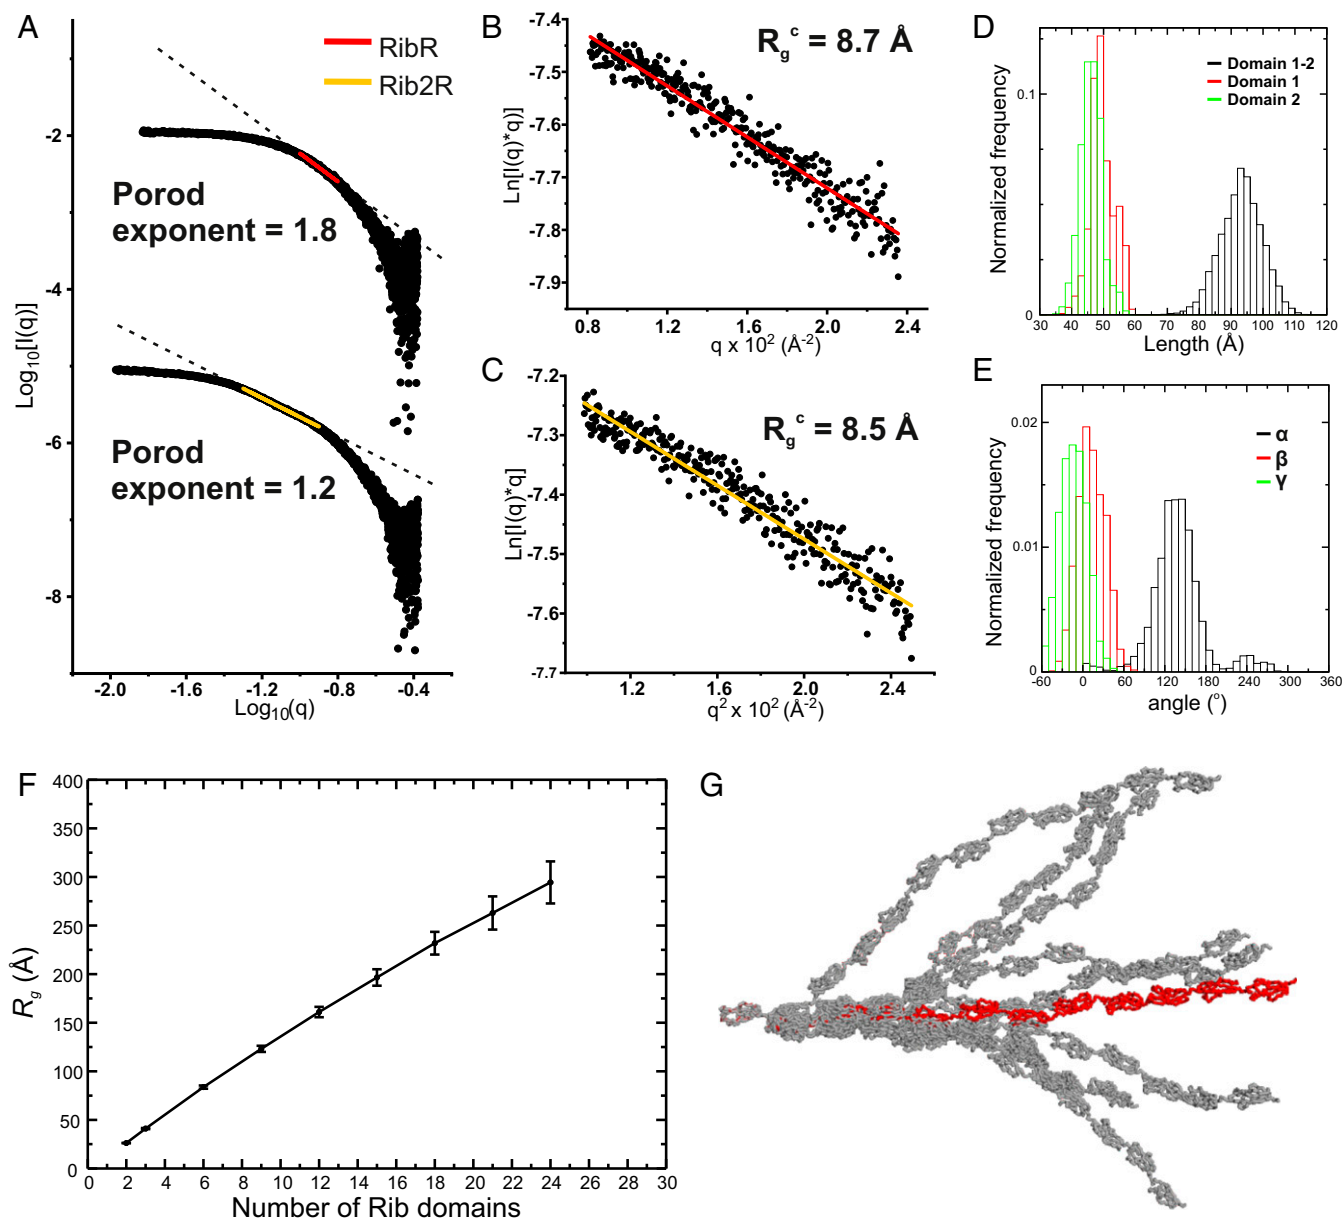 A
RibR
Rib2R
Porod
exponent = 1.8
Porod
exponent = 1.2
Log10[I(q)]
-2
-4
-6
-8
-2.0 -1.6 -1.2 -0.8 -0.4
Log10(q)
B
Rgc = 8.7 Å
Ln[I(q)*q)
-7.4
-7.5
-7.6
-7.7
-7.8
-7.9
0.8 1.2 1.6 2.0 2.4
q x 10² (Å⁻²)
C
Rgc = 8.5 Å
Ln[I(q)*q]
-7.2
-7.3
-7.4
-7.5
-7.6
-7.7
1.2 1.6 2.0 2.4
q² x 10² (Å⁻²)
D
Domain 1-2
Domain 1
Domain 2
Normalized frequency
0.1
0
30 40 50 60 70 80 90 100 110 120
Length (Å)
E
α
β
γ
Normalized frequency
0.02
0.01
0
-60 0 60 120 180 240 300 360
angle (°)
F
Rg (Å)
400
350
300
250
200
150
100
50
0
0 2 4 6 8 10 12 14 16 18 20 22 24 26 28 30
Number of Rib domains
G